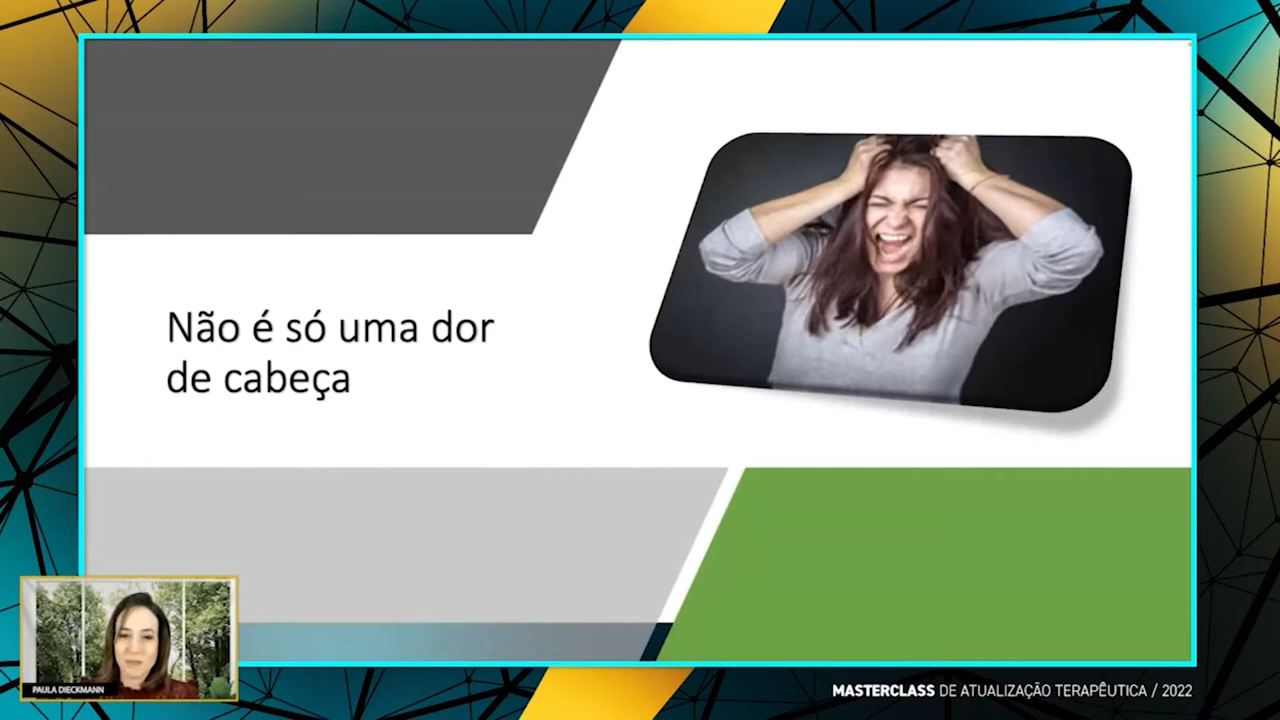 Não é só uma dor
de cabeça
PAULA DIECKMANN
MASTERCLASS DE ATUALIZAÇÃO TERAPÊUTICA / 2022